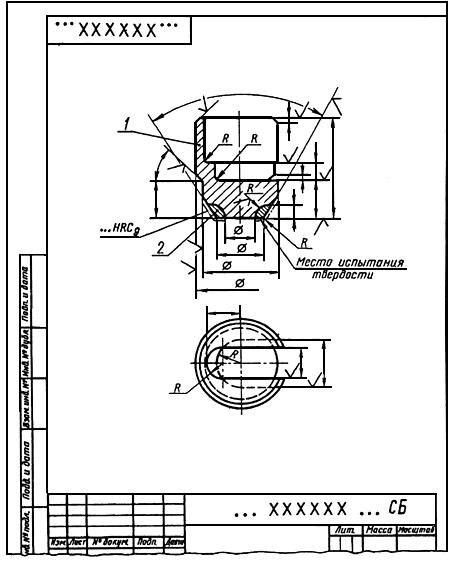 ...XXXXXX...
1
R
R
R
...HRCэ
2
R
Ø
Ø
Ø
Ø
Место испытания
твердости
R
R
Подп. и дата
Инв. № дубл.
Взам. инв. №
Подп. и дата
Инв. № подл.
... XXXXXX ... СБ
Лит. Масса Масштаб
Изм. Лист № докум. Подп. Дата